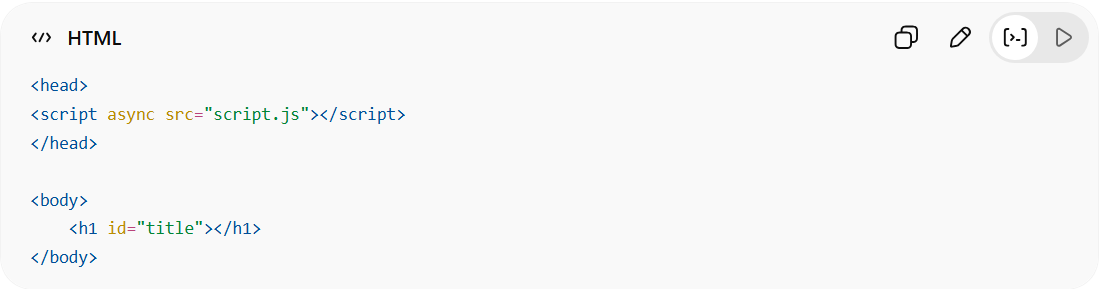 HTML
<head>
<script async src="script.js"></script>
</head>
<body>
    <h1 id="title"></h1>
</body>